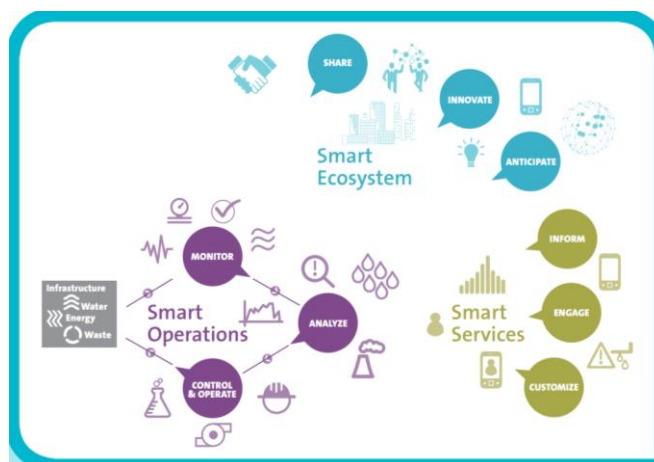 SHARE
INNOVATE
ANTICIPATE
Smart
Ecosystem
MONITOR
INFORM
Infrastructure
Water
Energy
Waste
Smart
Operations
ANALYZE
Smart
Services
ENGAGE
CONTROL
& OPERATE
CUSTOMIZE